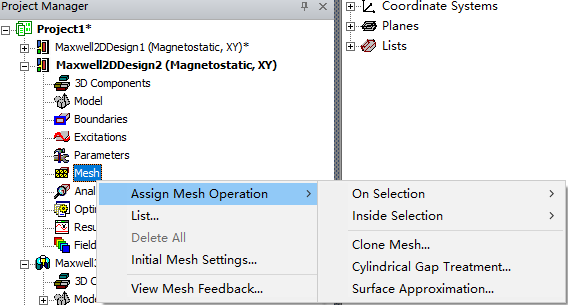 Project Manager
Project1*
Maxwell2DDesign1 (Magnetostatic, XY)*
Maxwell2DDesign2 (Magnetostatic, XY)
3D Components
Model
Boundaries
Excitations
Parameters
Mesh
Anal
Optin
Resu
Field
Maxwell2
3D C
Mode
Assign Mesh Operation
List...
Delete All
Initial Mesh Settings...
View Mesh Feedback...
On Selection
Inside Selection
Clone Mesh...
Cylindrical Gap Treatment...
Surface Approximation...
Coordinate Systems
Planes
Lists